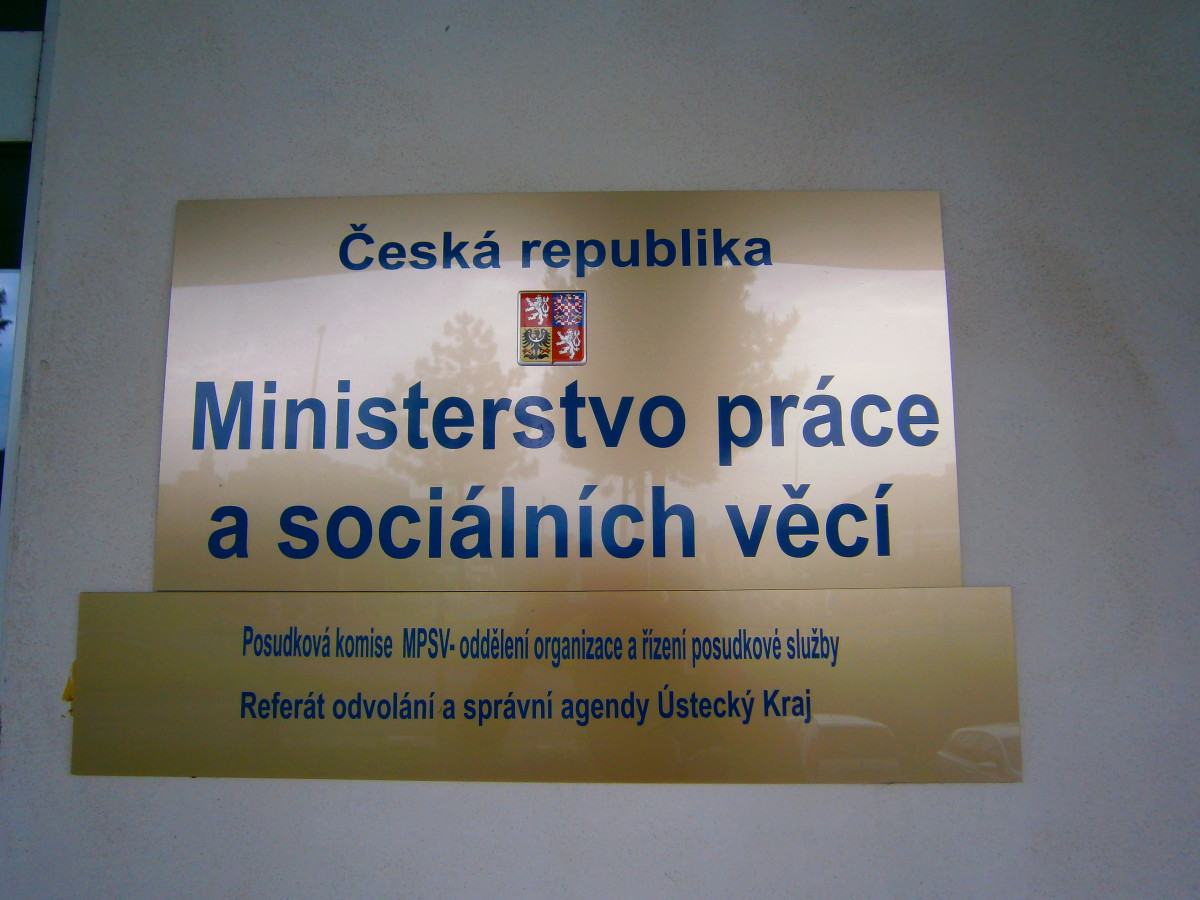 Česká republika
Ministerstvo práce
a sociálních věcí
Posudková komise MPSV- oddělení organizace a řízení posudkové služby
Referát odvolání a správní agendy Ústecký Kraj